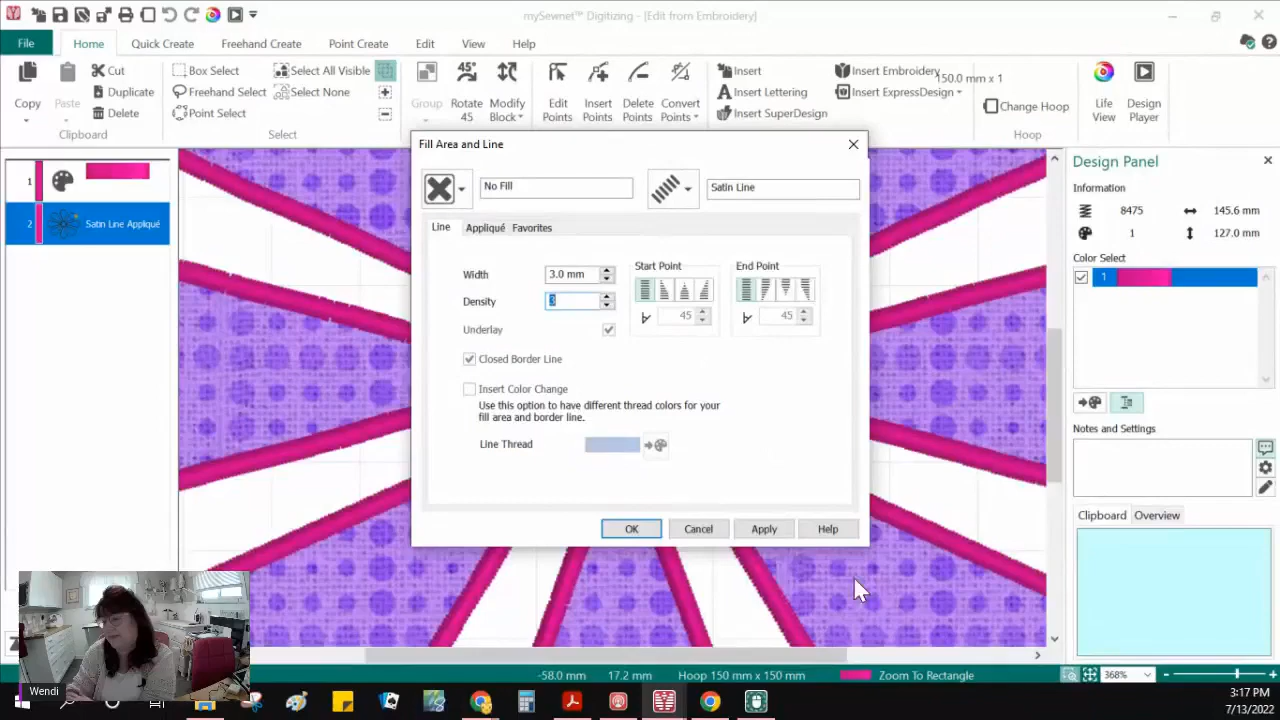 mySewnet™ Digitizing - [Edit from Embroidery]
File
Home
Quick Create
Freehand Create
Point Create
Edit
View
Help
Copy
Paste
Cut
Duplicate
Delete
Clipboard
Box Select
Freehand Select
Point Select
Select All Visible
Select None
Select
Group
Rotate 45
Modify Block
Edit Points
Insert Points
Delete Points
Convert Points
Insert
Insert Lettering
Insert SuperDesign
Insert Embroidery
Insert ExpressDesign
150.0 mm x 1
Change Hoop
Hoop
Life View
Design Player
1
2
Satin Line Appliqué
Fill Area and Line
No Fill
Satin Line
Line
Appliqué
Favorites
Width
3.0 mm
Density
3
Underlay
Start Point
45
End Point
45
Closed Border Line
Insert Color Change
Use this option to have different thread colors for your
fill area and border line.
Line Thread
OK
Cancel
Apply
Help
Design Panel
Information
8475
145.6 mm
1
127.0 mm
Color Select
1
Notes and Settings
Clipboard
Overview
-58.0 mm
17.2 mm
Hoop 150 mm x 150 mm
Zoom To Rectangle
368%
Wendi
3:17 PM
7/13/2022